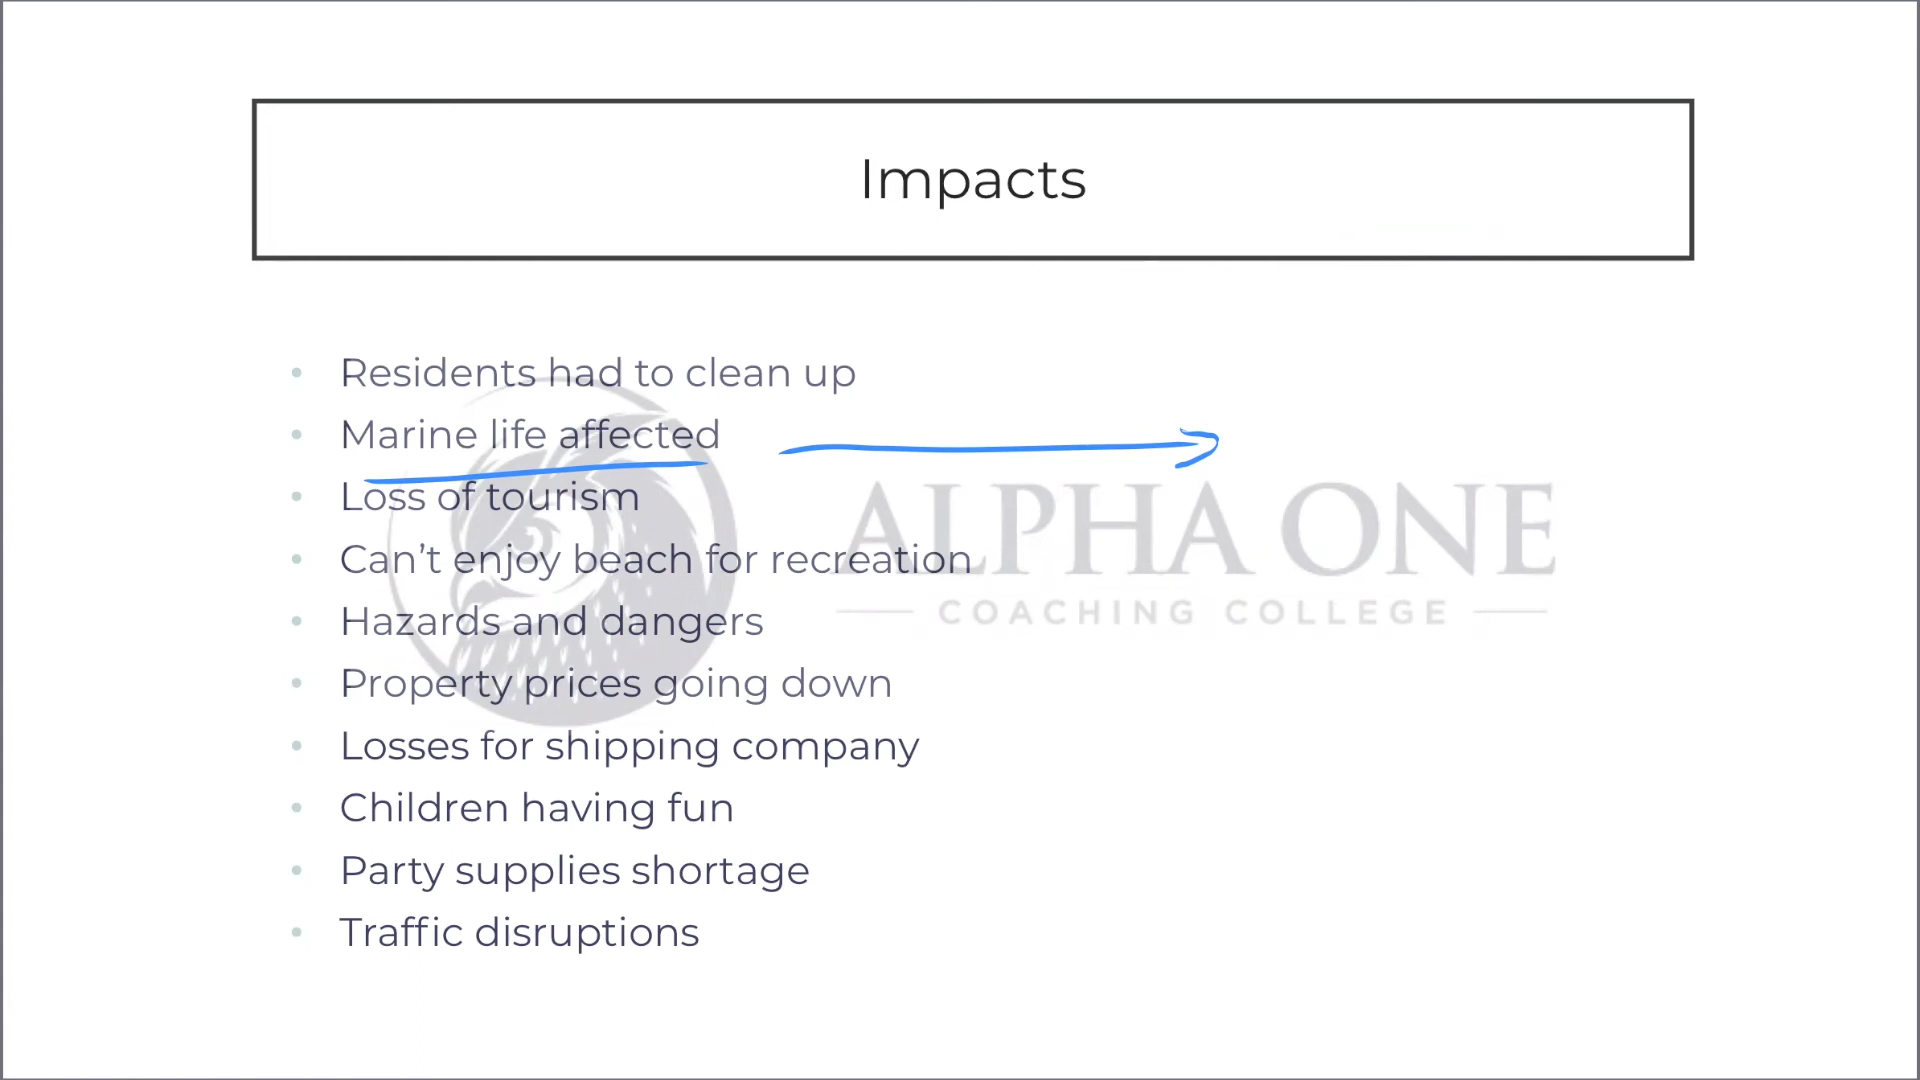 Impacts
• Residents had to clean up
• Marine life affected
• Loss of tourism
• Can’t enjoy beach for recreation
• Hazards and dangers
• Property prices going down
• Losses for shipping company
• Children having fun
• Party supplies shortage
• Traffic disruptions
ALPHA ONE
COACHING COLLEGE